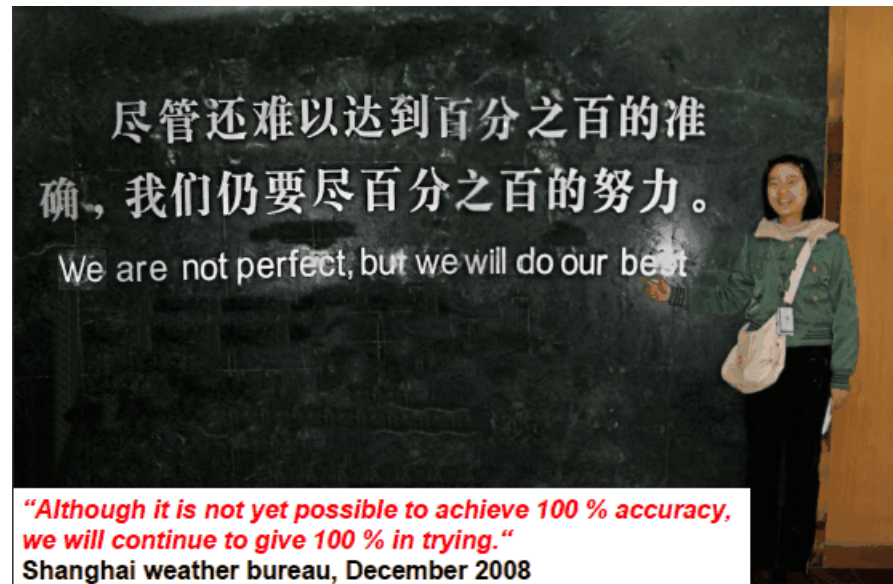 尽管还难以达到百分之百的准
确，我们仍要尽百分之百的努力。
We are not perfect, but we will do our best
“Although it is not yet possible to achieve 100 % accuracy,
we will continue to give 100 % in trying.“
Shanghai weather bureau, December 2008